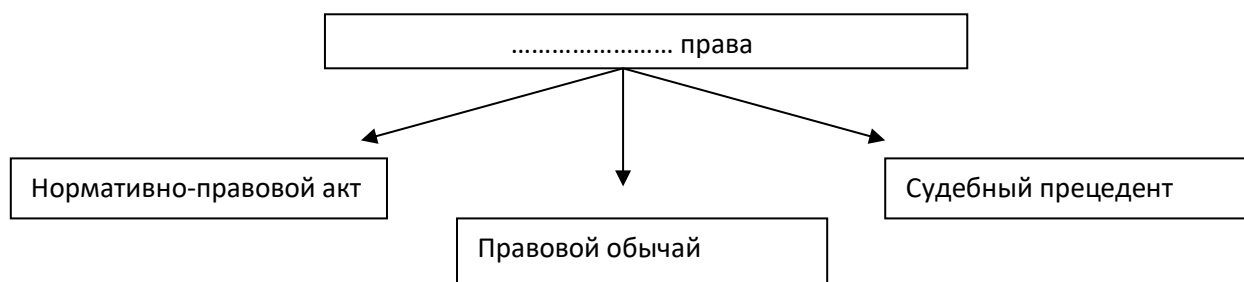 …………………… права
Нормативно-правовой акт
Судебный прецедент
Правовой обычай